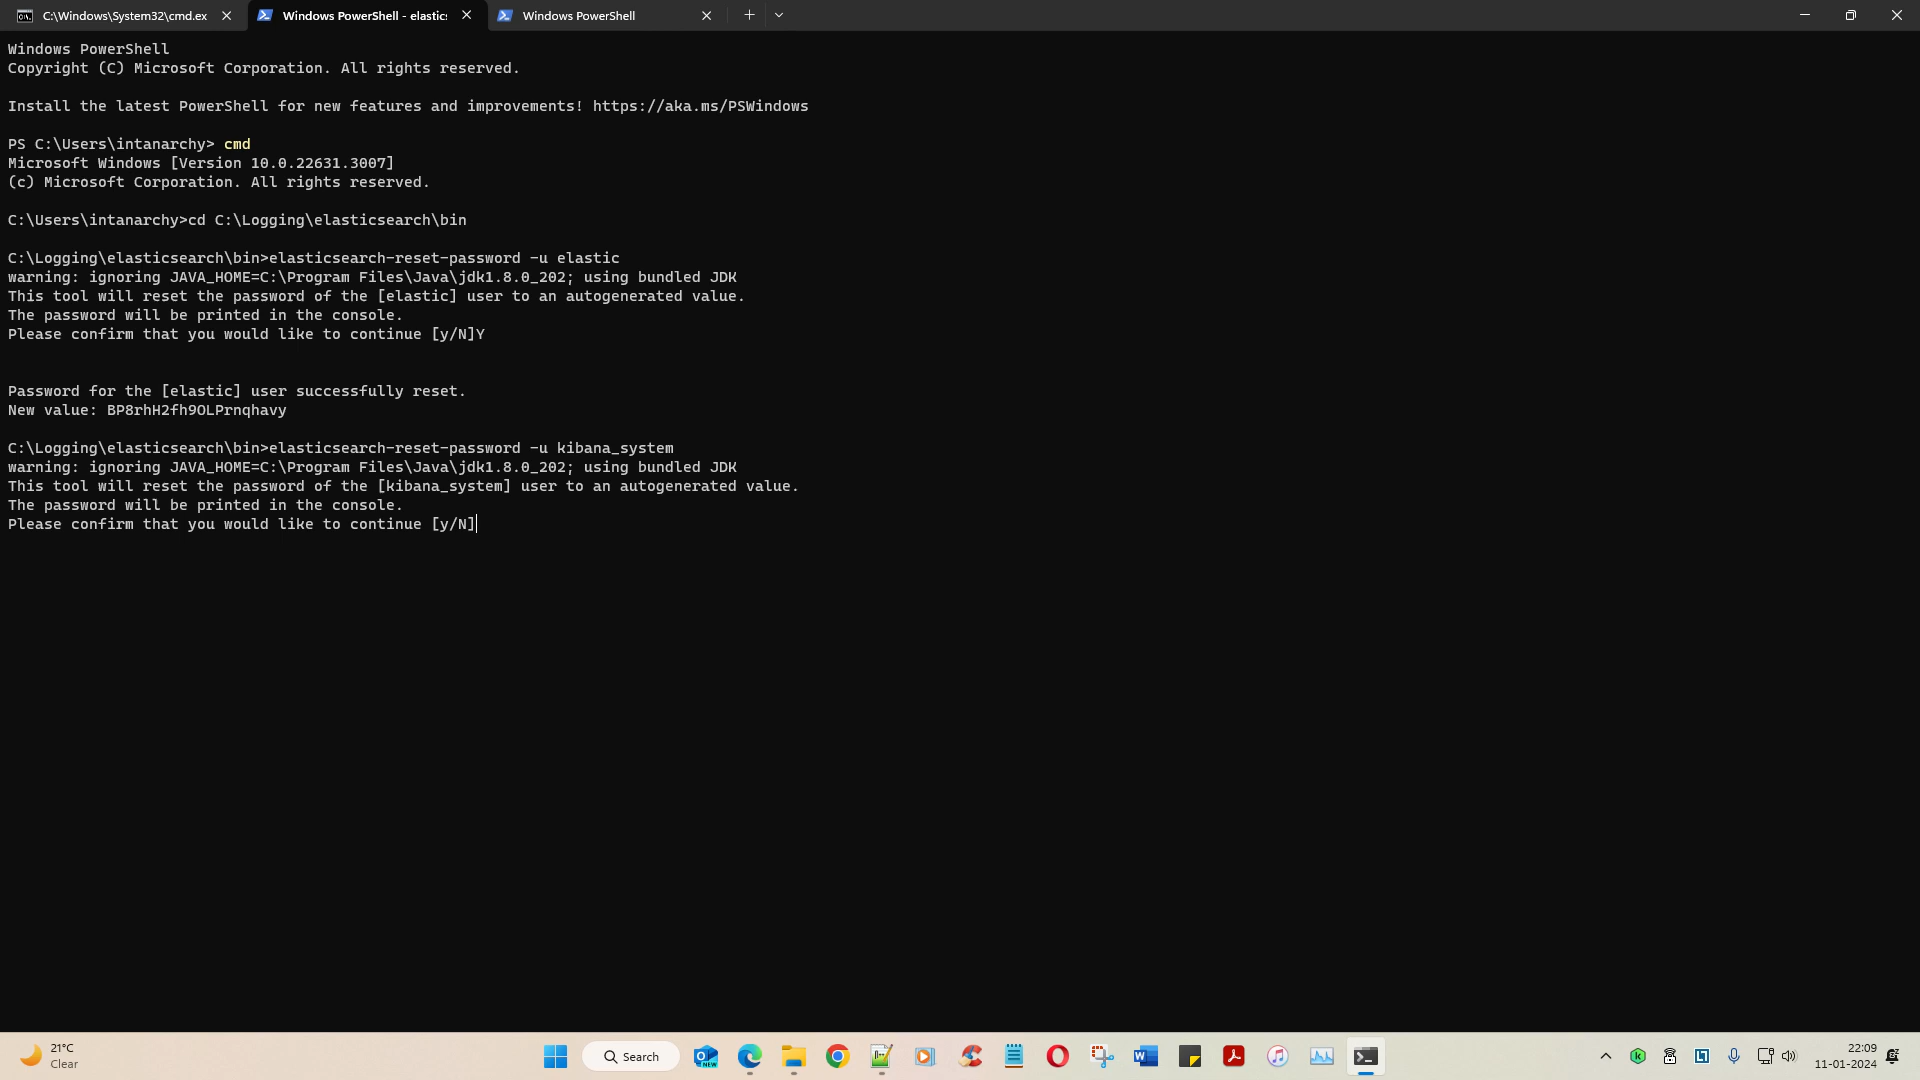 C:\Windows\System32\cmd.ex
Windows PowerShell - elastic:
Windows PowerShell
Windows PowerShell
Copyright (C) Microsoft Corporation. All rights reserved.
Install the latest PowerShell for new features and improvements! https://aka.ms/PSWindows
PS C:\Users\intanarchy> cmd
Microsoft Windows [Version 10.0.22631.3007]
(c) Microsoft Corporation. All rights reserved.
C:\Users\intanarchy>cd C:\Logging\elasticsearch\bin
C:\Logging\elasticsearch\bin>elasticsearch-reset-password -u elastic
warning: ignoring JAVA_HOME=C:\Program Files\Java\jdk1.8.0_202; using bundled JDK
This tool will reset the password of the [elastic] user to an autogenerated value.
The password will be printed in the console.
Please confirm that you would like to continue [y/N]Y
Password for the [elastic] user successfully reset.
New value: BP8rhH2fh9OLPrnqhavy
C:\Logging\elasticsearch\bin>elasticsearch-reset-password -u kibana_system
warning: ignoring JAVA_HOME=C:\Program Files\Java\jdk1.8.0_202; using bundled JDK
This tool will reset the password of the [kibana_system] user to an autogenerated value.
The password will be printed in the console.
Please confirm that you would like to continue [y/N]
21°C
Clear
Search
22:09
11-01-2024